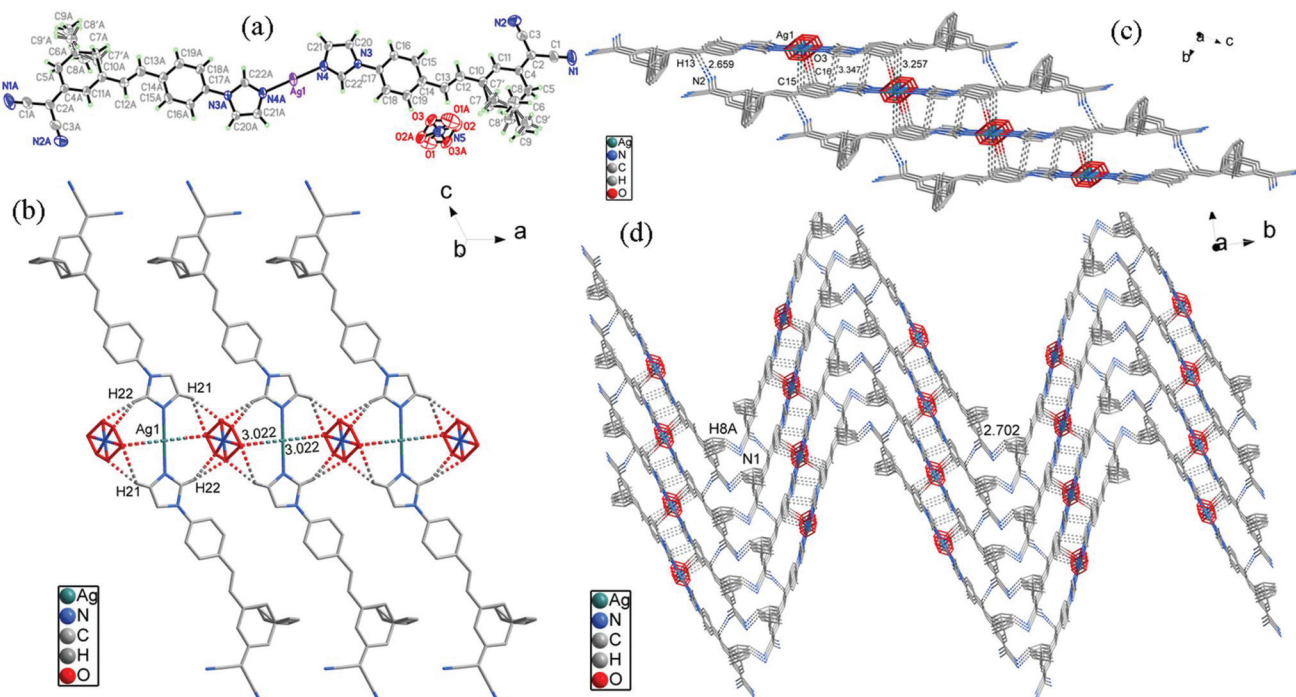 (a)
C9A
C8'A
C7A
C9'A
C6A
C7'A
C5A
C8A
C10A
C13A
C19A
C18A
C17A
C22A
N1A
C4A
C11A
C12A
C14A
C15A
C16A
N3A
N4A
C21A
C20A
C1A
C2A
C3A
N2A
Ag1
C21
C20
N3
C16
C15
N4
C17
C22
C18
C19
C14
C13
C12
C10
C11
C4
C2
C3
N2
C1
N1
C7'
C7
C8
C5
C6
C8'
C9'
C9
O3
O1A
O2
O2A
N5
O1
O3A
(c)
a
b
c
Ag1
H13
2.659
O3
C15
C16
3.347
3.257
N2
Ag
N
C
H
O
(b)
c
b
a
H22
H21
Ag1
3.022
3.022
H21
H22
Ag
N
C
H
O
(d)
a
b
H8A
N1
2.702
Ag
N
C
H
O